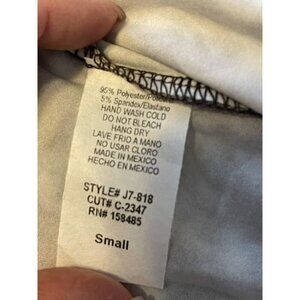 95% Polyester/Poliester
5% Spandex/Elastano
HAND WASH COLD
DO NOT BLEACH
HANG DRY
LAVE FRIO A MANO
NO USAR CLORO
MADE IN MEXICO
HECHO EN MEXICO
STYLE# J7-818
CUT# C-2347
RN# 158485
Small